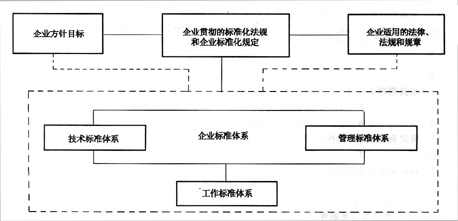 企业方针目标
企业贯彻的标准化法规
和企业标准化规定
企业适用的法律、
法规和规章
技术标准体系
企业标准体系
管理标准体系
工作标准体系